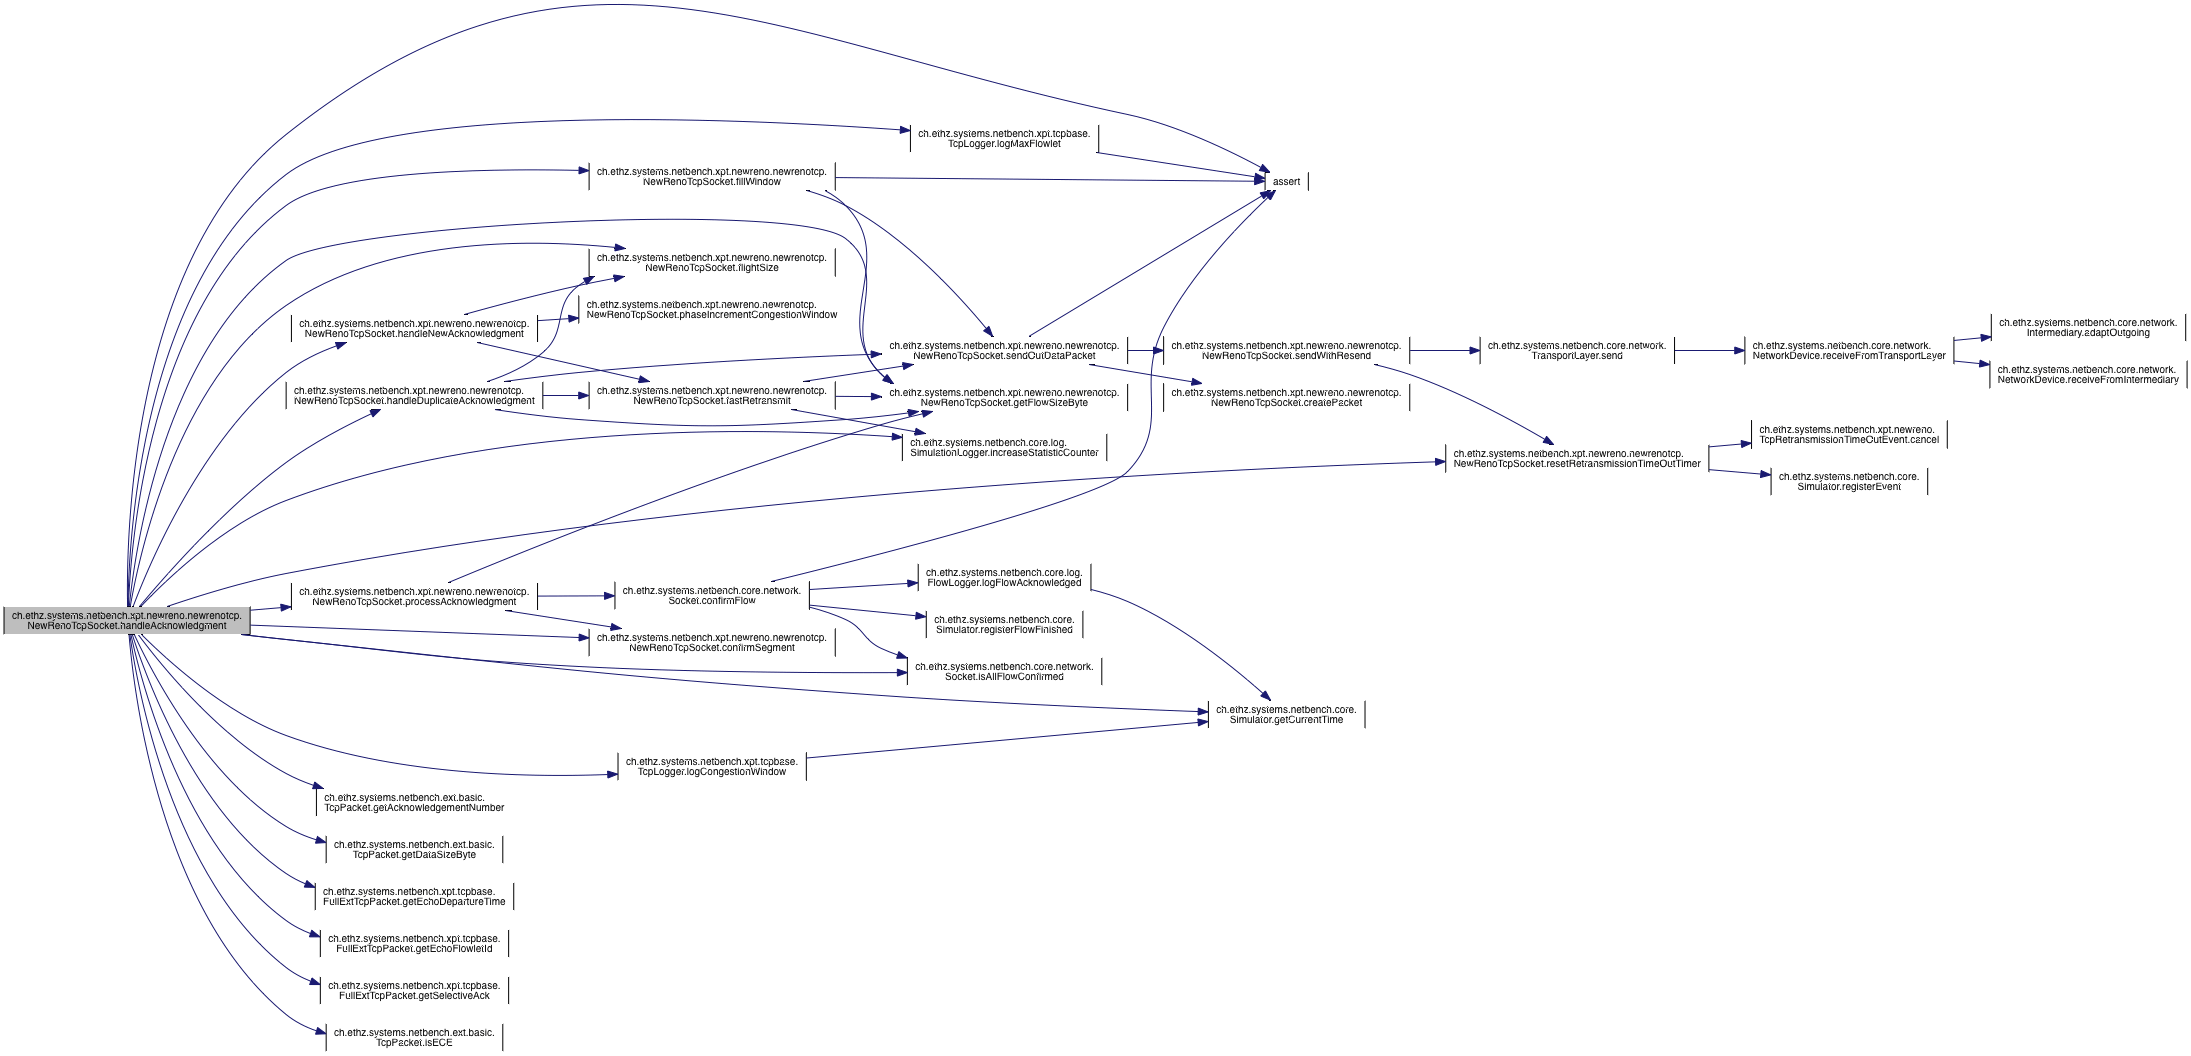 ch.ethz.systems.netbench.xpt.tcpbase.
TcpLogger.logMaxFlowlet
ch.ethz.systems.netbench.xpt.newreno.newrenotcp.
NewRenoTcpSocket.fillWindow
assert
ch.ethz.systems.netbench.xpt.newreno.newrenotcp.
NewRenoTcpSocket.flightSize
ch.ethz.systems.netbench.xpt.newreno.newrenotcp.
NewRenoTcpSocket.phaseIncrementCongestionWindow
ch.ethz.systems.netbench.xpt.newreno.newrenotcp.
NewRenoTcpSocket.handleNewAcknowledgment
ch.ethz.systems.netbench.core.network.
Intermediary.adaptOutgoing
ch.ethz.systems.netbench.xpt.newreno.newrenotcp.
NewRenoTcpSocket.sendOutDataPacket
ch.ethz.systems.netbench.xpt.newreno.newrenotcp.
NewRenoTcpSocket.sendWithResend
ch.ethz.systems.netbench.core.network.
TransportLayer.send
ch.ethz.systems.netbench.core.network.
NetworkDevice.receiveFromTransportLayer
ch.ethz.systems.netbench.core.network.
NetworkDevice.receiveFromIntermediary
ch.ethz.systems.netbench.xpt.newreno.newrenotcp.
NewRenoTcpSocket.handleDuplicateAcknowledgment
ch.ethz.systems.netbench.xpt.newreno.newrenotcp.
NewRenoTcpSocket.fastRetransmit
ch.ethz.systems.netbench.xpt.newreno.newrenotcp.
NewRenoTcpSocket.getFlowSizeByte
ch.ethz.systems.netbench.xpt.newreno.newrenotcp.
NewRenoTcpSocket.createPacket
ch.ethz.systems.netbench.core.log.
SimulationLogger.increaseStatisticCounter
ch.ethz.systems.netbench.xpt.newreno.
TcpRetransmissionTimeOutEvent.cancel
ch.ethz.systems.netbench.xpt.newreno.newrenotcp.
NewRenoTcpSocket.resetRetransmissionTimeOutTimer
ch.ethz.systems.netbench.core.
Simulator.registerEvent
ch.ethz.systems.netbench.xpt.newreno.newrenotcp.
NewRenoTcpSocket.handleAcknowledgment
ch.ethz.systems.netbench.xpt.newreno.newrenotcp.
NewRenoTcpSocket.processAcknowledgment
ch.ethz.systems.netbench.core.network.
Socket.confirmFlow
ch.ethz.systems.netbench.core.log.
FlowLogger.logFlowAcknowledged
ch.ethz.systems.netbench.core.
Simulator.registerFlowFinished
ch.ethz.systems.netbench.xpt.newreno.newrenotcp.
NewRenoTcpSocket.confirmSegment
ch.ethz.systems.netbench.core.network.
Socket.isAllFlowConfirmed
ch.ethz.systems.netbench.core.
Simulator.getCurrentTime
ch.ethz.systems.netbench.xpt.tcpbase.
TcpLogger.logCongestionWindow
ch.ethz.systems.netbench.ext.basic.
TcpPacket.getAcknowledgementNumber
ch.ethz.systems.netbench.ext.basic.
TcpPacket.getDataSizeByte
ch.ethz.systems.netbench.xpt.tcpbase.
FullExtTcpPacket.getEchoDepartureTime
ch.ethz.systems.netbench.xpt.tcpbase.
FullExtTcpPacket.getEchoFlowletId
ch.ethz.systems.netbench.xpt.tcpbase.
FullExtTcpPacket.getSelectiveAck
ch.ethz.systems.netbench.ext.basic.
TcpPacket.isECE